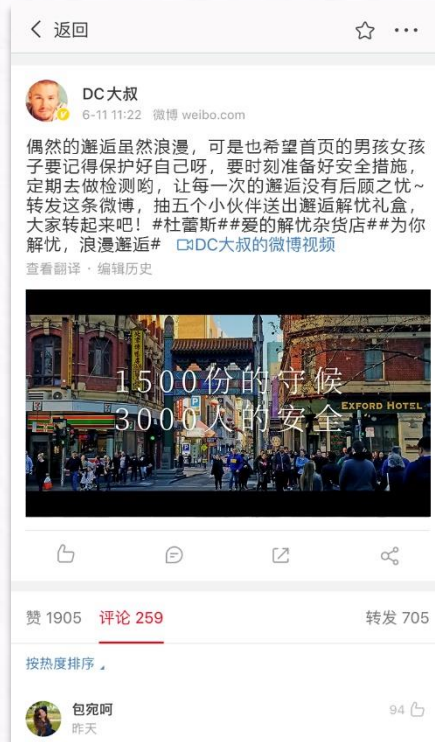 返回
DC大叔
6-11 11:22 微博 weibo.com
偶然的邂逅虽然浪漫，可是也希望首页的男孩女孩
子要记得保护好自己呀，要时刻准备好安全措施，
定期去做检测哟，让每一次的邂逅没有后顾之忧~
转发这条微博，抽五个小伙伴送出邂逅解忧礼盒，
大家转起来吧！#杜蕾斯##爱的解忧杂货店##为你
解忧，浪漫邂逅# DC大叔的微博视频
查看翻译 · 编辑历史
1500份的守候
3000人的安全
EXFORD HOTEL
赞 1905 评论 259 转发 705
按热度排序
包宛呵 94
昨天